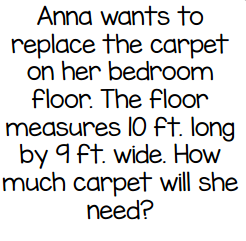 Anna wants to
replace the carpet
on her bedroom
floor. The floor
measures 10 ft. long
by 9 ft. wide. How
much carpet will she
need?